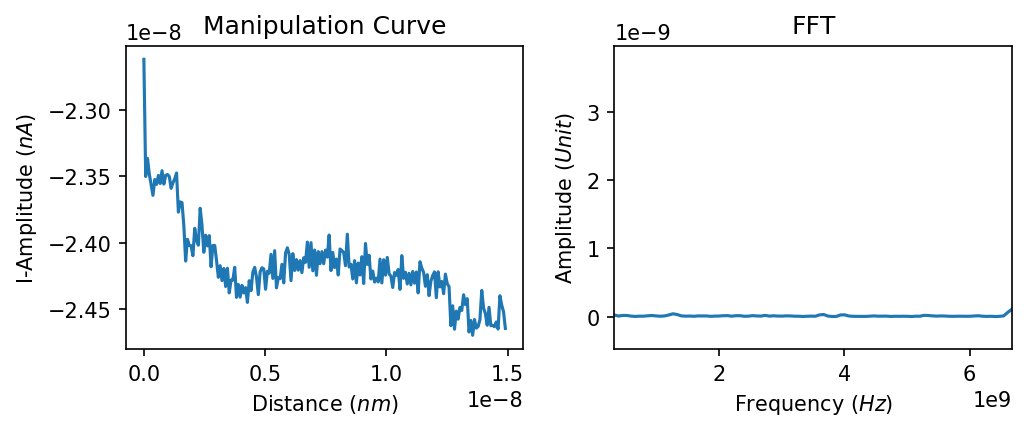 Manipulation Curve
1e−8
−2.30
−2.35
−2.40
−2.45
I-Amplitude (nA)
0.0
0.5
1.0
1.5
1e−8
Distance (nm)
FFT
1e−9
3
2
1
0
Amplitude (Unit)
2
4
6
1e9
Frequency (Hz)